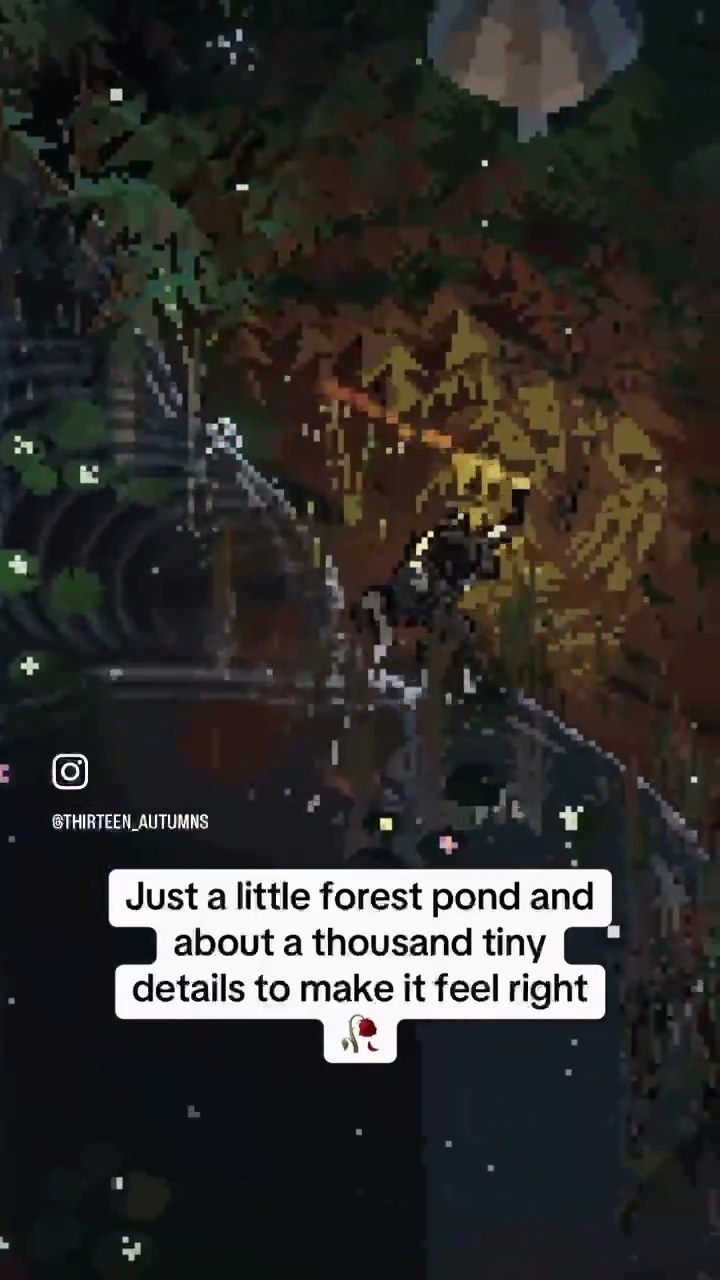 @THIRTEEN_AUTUMNS
Just a little forest pond and
about a thousand tiny
details to make it feel right
🥀